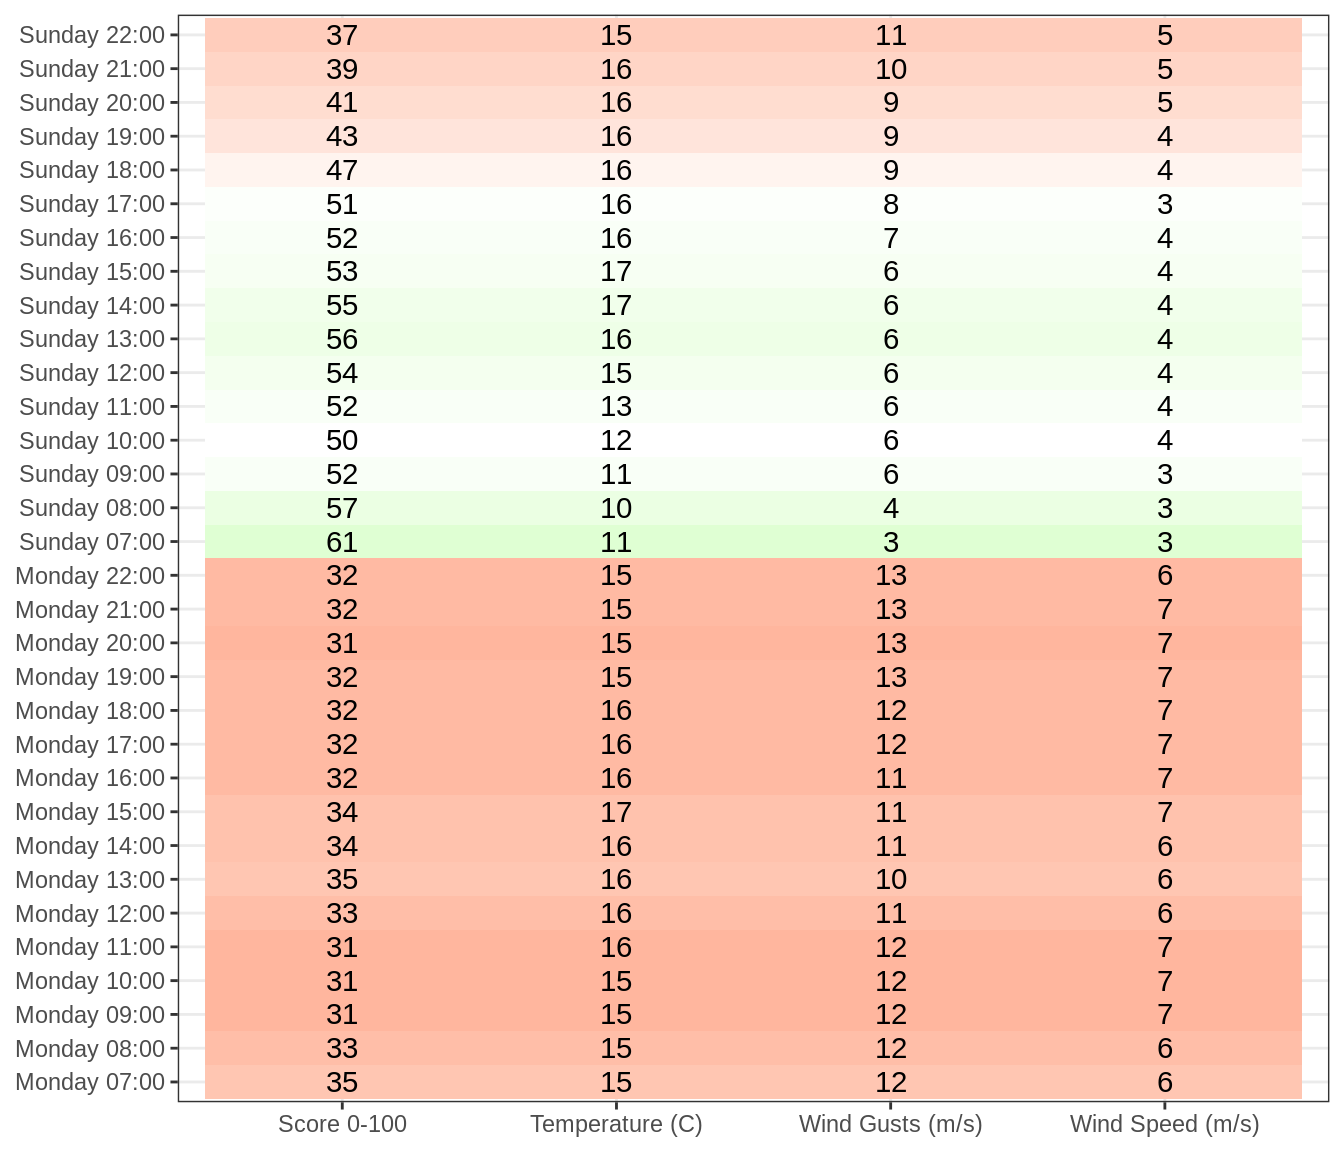 Sunday 22:00 37 15 11 5
Sunday 21:00 39 16 10 5
Sunday 20:00 41 16 9 5
Sunday 19:00 43 16 9 4
Sunday 18:00 47 16 9 4
Sunday 17:00 51 16 8 3
Sunday 16:00 52 16 7 4
Sunday 15:00 53 17 6 4
Sunday 14:00 55 17 6 4
Sunday 13:00 56 16 6 4
Sunday 12:00 54 15 6 4
Sunday 11:00 52 13 6 4
Sunday 10:00 50 12 6 4
Sunday 09:00 52 11 6 3
Sunday 08:00 57 10 4 3
Sunday 07:00 61 11 3 3
Monday 22:00 32 15 13 6
Monday 21:00 32 15 13 7
Monday 20:00 31 15 13 7
Monday 19:00 32 15 13 7
Monday 18:00 32 16 12 7
Monday 17:00 32 16 12 7
Monday 16:00 32 16 11 7
Monday 15:00 34 17 11 7
Monday 14:00 34 16 11 6
Monday 13:00 35 16 10 6
Monday 12:00 33 16 11 6
Monday 11:00 31 16 12 7
Monday 10:00 31 15 12 7
Monday 09:00 31 15 12 7
Monday 08:00 33 15 12 6
Monday 07:00 35 15 12 6
Score 0-100 Temperature (C) Wind Gusts (m/s) Wind Speed (m/s)